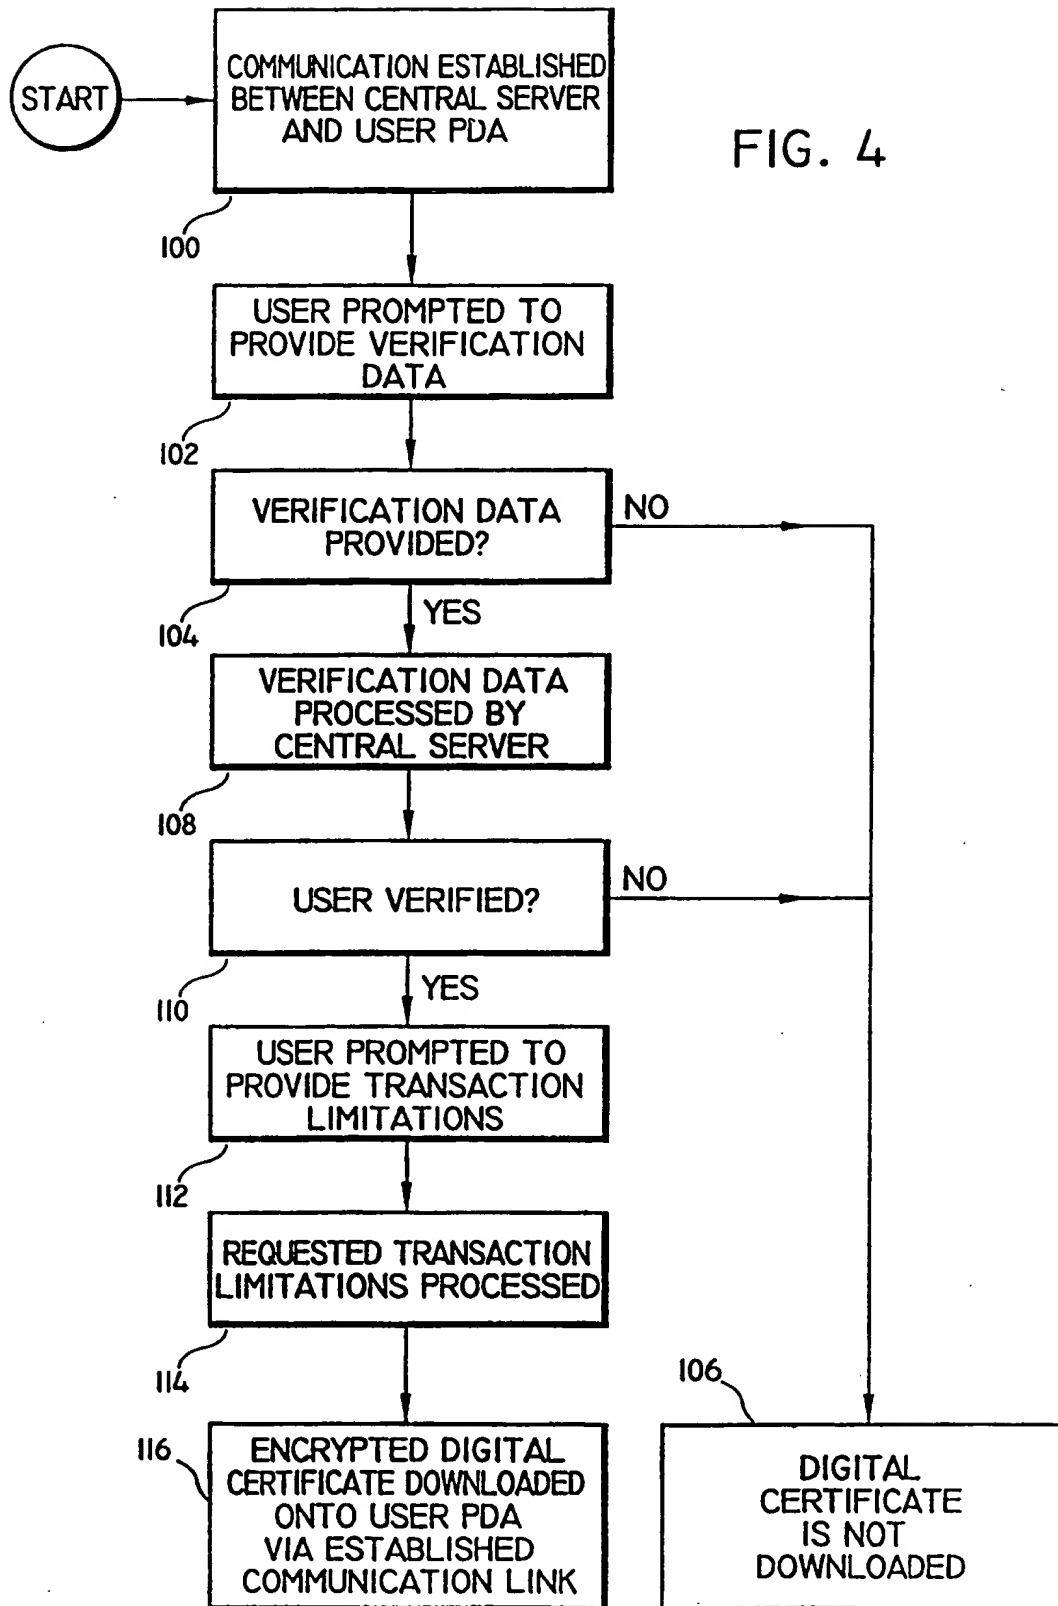 START
COMMUNICATION ESTABLISHED
BETWEEN CENTRAL SERVER
AND USER PDA
FIG. 4
100
USER PROMPTED TO
PROVIDE VERIFICATION
DATA
102
VERIFICATION DATA
PROVIDED?
NO
104
YES
VERIFICATION DATA
PROCESSED BY
CENTRAL SERVER
108
USER VERIFIED?
NO
110
YES
USER PROMPTED TO
PROVIDE TRANSACTION
LIMITATIONS
112
REQUESTED TRANSACTION
LIMITATIONS PROCESSED
114
106
116
ENCRYPTED DIGITAL
CERTIFICATE DOWNLOADED
ONTO USER PDA
VIA ESTABLISHED
COMMUNICATION LINK
DIGITAL
CERTIFICATE
IS NOT
DOWNLOADED